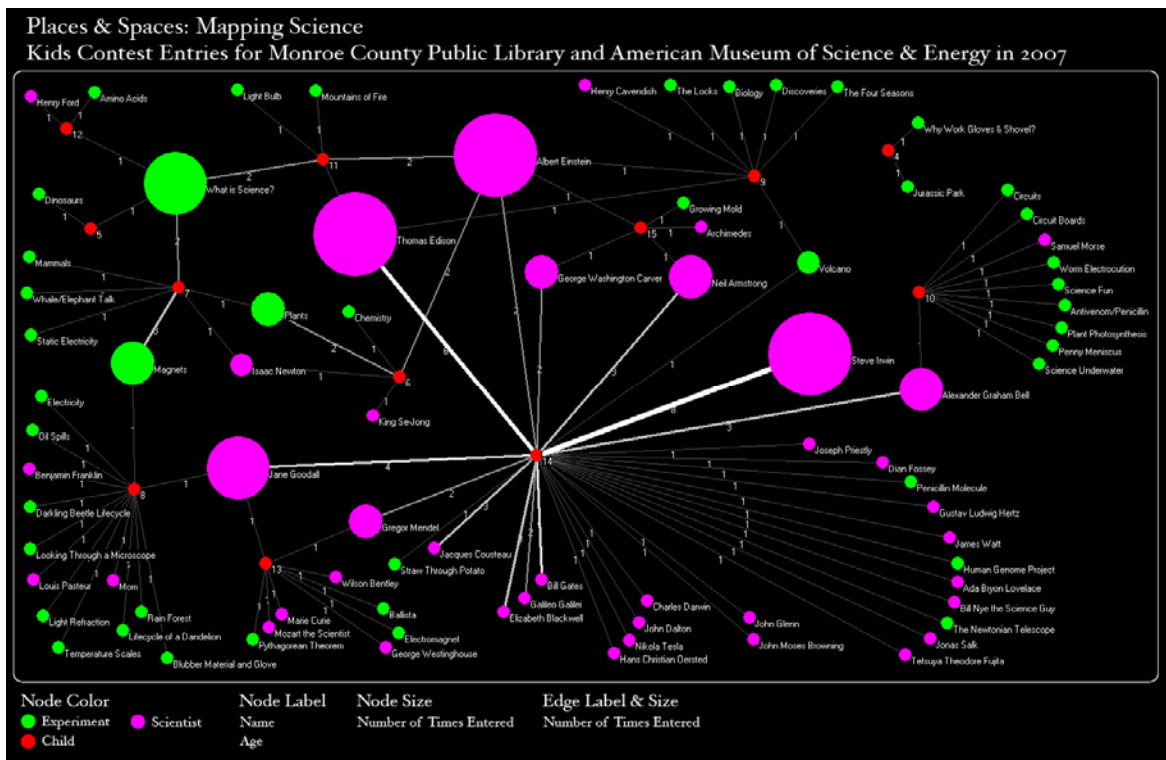 Places & Spaces: Mapping Science
Kids Contest Entries for Monroe County Public Library and American Museum of Science & Energy in 2007
Henry Ford
Amino Acids
Light Bulb
Mountains of Fire
Henry Cavendish
The Locks
Biology
Discoveries
The Four Seasons
12
11
Albert Einstein
9
Why Work Gloves & Shovel?
4
Jurassic Park
What is Science?
Dinosaurs
5
Thomas Edison
Growing Mold
15
Archimedes
Circuits
Circuit Boards
Samuel Morse
Worm Electrocution
Science Fun
Antivenom/Penicillin
Plant Photosynthesis
Penny Meniscus
Science Underwater
10
Mammals
Whale/Elephant Talk
Static Electricity
7
Plants
Chemistry
George Washington Carver
Neil Armstrong
Volcano
Magnets
Isaac Newton
6
King Se-Jong
Steve Irwin
Alexander Graham Bell
Electricity
Oil Spills
Benjamin Franklin
8
Darkling Beetle Lifecycle
Looking Through a Microscope
Louis Pasteur
Mom
Light Refraction
Rain Forest
Lifecycle of a Dandelion
Temperature Scales
Blubber Material and Glove
Jane Goodall
14
Gregor Mendel
13
Wilson Bentley
Marie Curie
Mozart the Scientist
Pythagorean Theorem
Ballista
Electromagnet
George Westinghouse
Straw Through Potato
Jacques Cousteau
Bill Gates
Galileo Galilei
Elizabeth Blackwell
Charles Darwin
John Dalton
Nikola Tesla
Hans Christian Oersted
John Glenn
John Moses Browning
Joseph Priestly
Dian Fossey
Penicillin Molecule
Gustav Ludwig Hertz
James Watt
Human Genome Project
Ada Bryon Lovelace
Bill Nye the Science Guy
The Newtonian Telescope
Jonas Salk
Tetsuya Theodore Fujita
Node Color
Experiment
Scientist
Child
Node Label
Name
Age
Node Size
Number of Times Entered
Edge Label & Size
Number of Times Entered